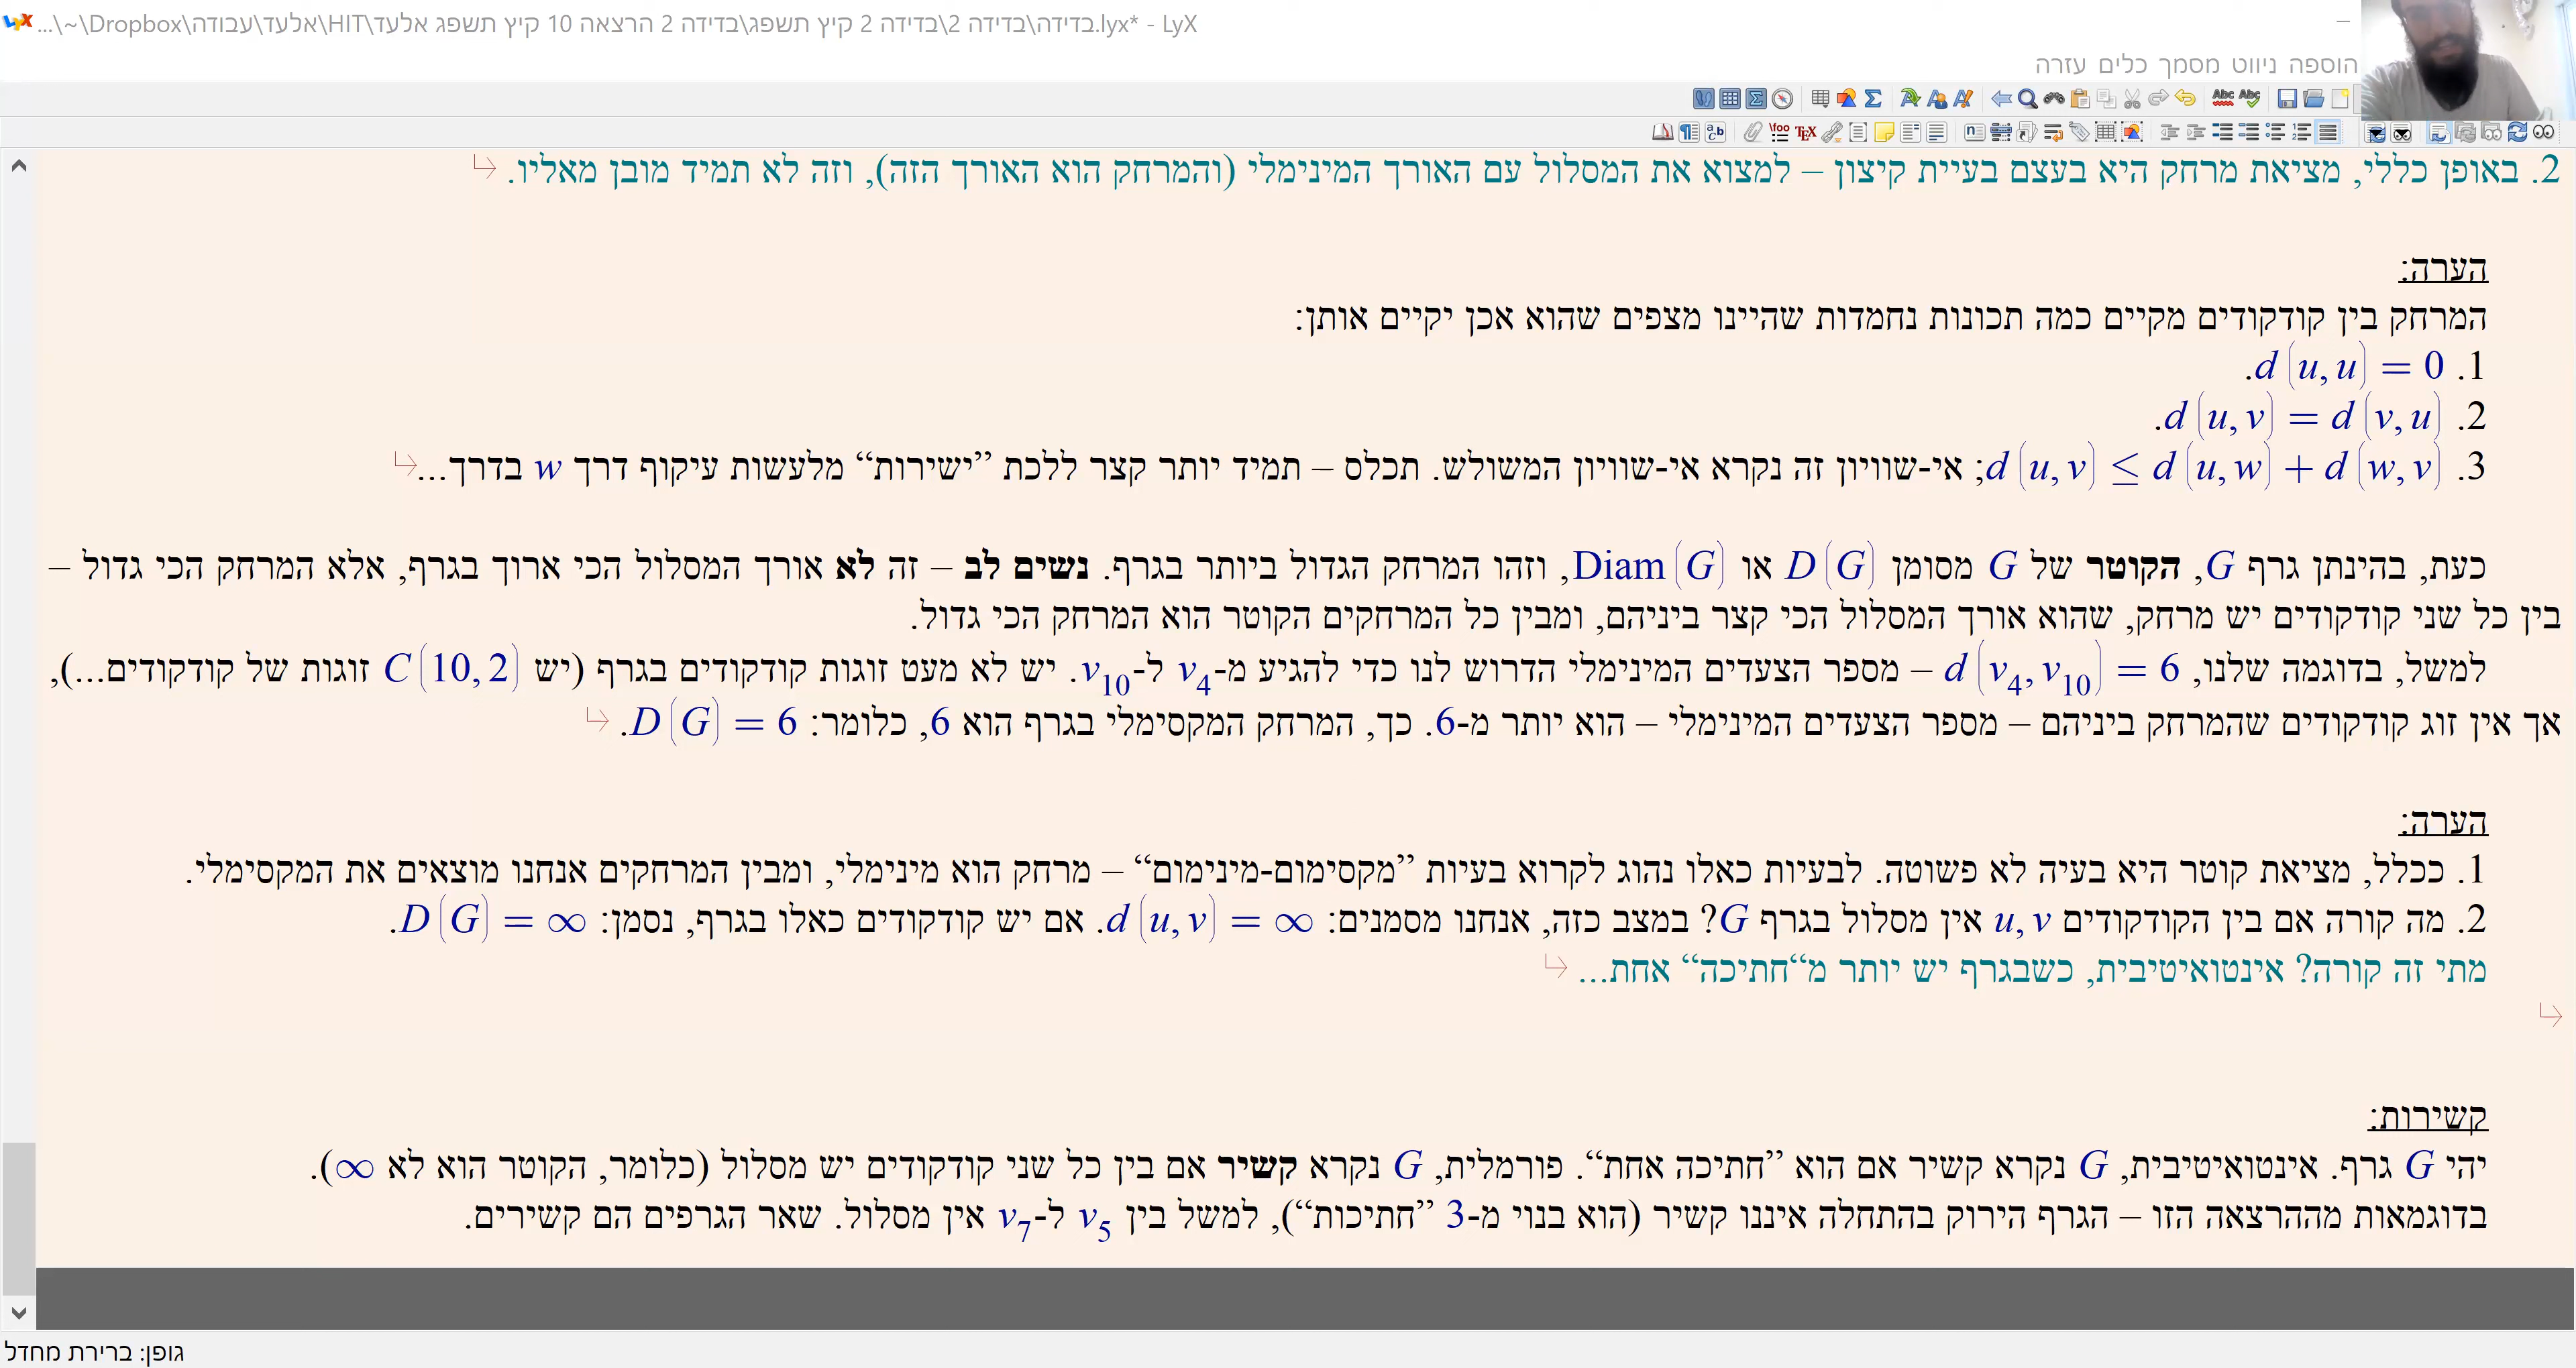 ...\~\Dropbox\עבודה\אלעד\HIT\בדידה\בדידה 2\בדידה 2 קיץ תשפג\בדידה 2 הרצאה 10 קיץ תשפג אלעד.lyx* - LyX
הוספה ניווט מסמך כלים עזרה
2. באופן כללי, מציאת מרחק היא בעצם בעיית קיצון – למצוא את המסלול עם האורך המינימלי (והמרחק הוא האורך הזה), וזה לא תמיד מובן מאליו.
הערה:
המרחק בין קודקודים מקיים כמה תכונות נחמדות שהיינו מצפים שהוא אכן יקיים אותן:
1. d(u,u) = 0.
2. d(u,v) = d(v,u).
3. d(u,v) ≤ d(u,w) + d(w,v); אי-שוויון זה נקרא אי-שוויון המשולש. תכלס – תמיד יותר קצר ללכת ”ישירות“ מלעשות עיקוף דרך w בדרך...
כעת, בהינתן גרף G, הקוטר של G מסומן D(G) או Diam(G), וזהו המרחק הגדול ביותר בגרף. נשים לב – זה לא אורך המסלול הכי ארוך בגרף, אלא המרחק הכי גדול –
בין כל שני קודקודים יש מרחק, שהוא אורך המסלול הכי קצר ביניהם, ומבין כל המרחקים הקוטר הוא המרחק הכי גדול.
למשל, בדוגמה שלנו, d(v4,v10) = 6 – מספר הצעדים המינימלי הדרוש לנו כדי להגיע מ-v4 ל-v10. יש לא מעט זוגות קודקודים בגרף (יש C(10,2) זוגות של קודקודים...),
אך אין זוג קודקודים שהמרחק ביניהם – מספר הצעדים המינימלי – הוא יותר מ-6. כך, המרחק המקסימלי בגרף הוא 6, כלומר: D(G) = 6.
הערה:
1. ככלל, מציאת קוטר היא בעיה לא פשוטה. לבעיות כאלו נהוג לקרוא בעיות ”מקסימום-מינימום“ – מרחק הוא מינימלי, ומבין המרחקים אנחנו מוצאים את המקסימלי.
2. מה קורה אם בין הקודקודים u,v אין מסלול בגרף G? במצב כזה, אנחנו מסמנים: d(u,v) = ∞. אם יש קודקודים כאלו בגרף, נסמן: D(G) = ∞.
מתי זה קורה? אינטואיטיבית, כשבגרף יש יותר מ“חתיכה“ אחת...
קשירות:
יהי G גרף. אינטואיטיבית, G נקרא קשיר אם הוא ”חתיכה אחת“. פורמלית, G נקרא קשיר אם בין כל שני קודקודים יש מסלול (כלומר, הקוטר הוא לא ∞).
בדוגמאות מההרצאה הזו – הגרף הירוק בהתחלה איננו קשיר (הוא בנוי מ-3 ”חתיכות“), למשל בין v5 ל-v7 אין מסלול. שאר הגרפים הם קשירים.
גופן: ברירת מחדל